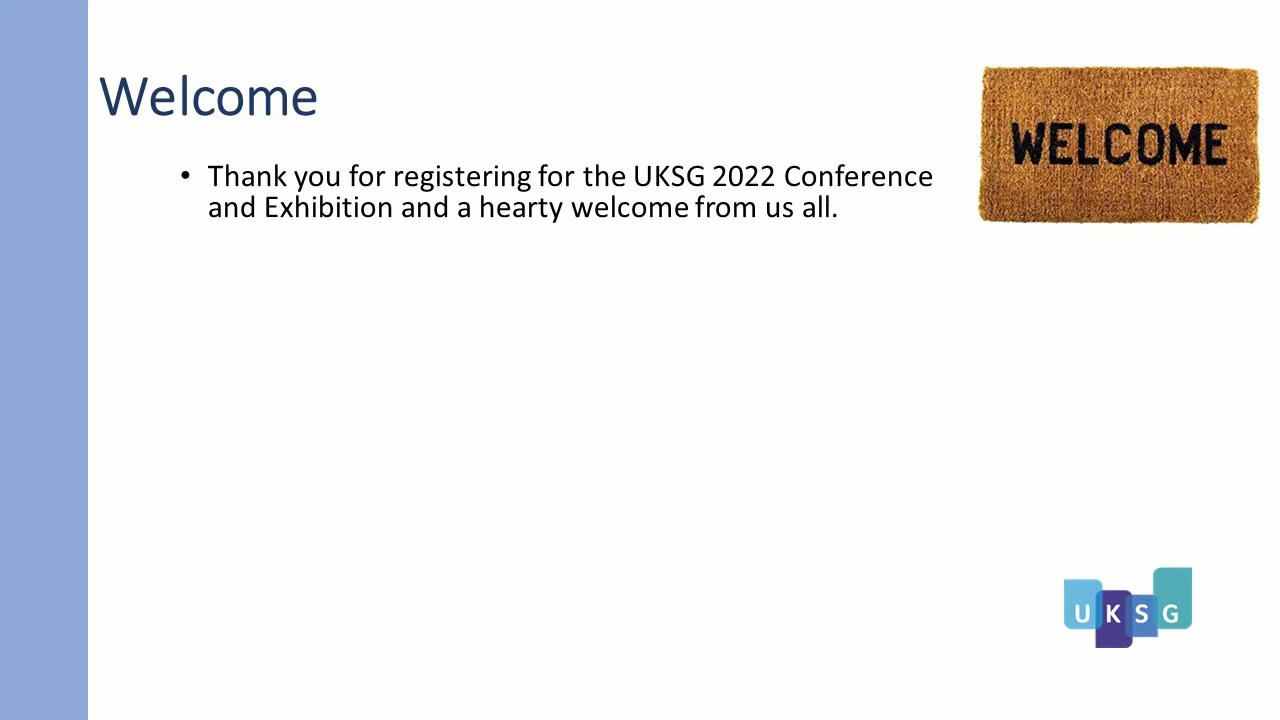 Welcome
WELCOME
• Thank you for registering for the UKSG 2022 Conference
and Exhibition and a hearty welcome from us all.
UKSG